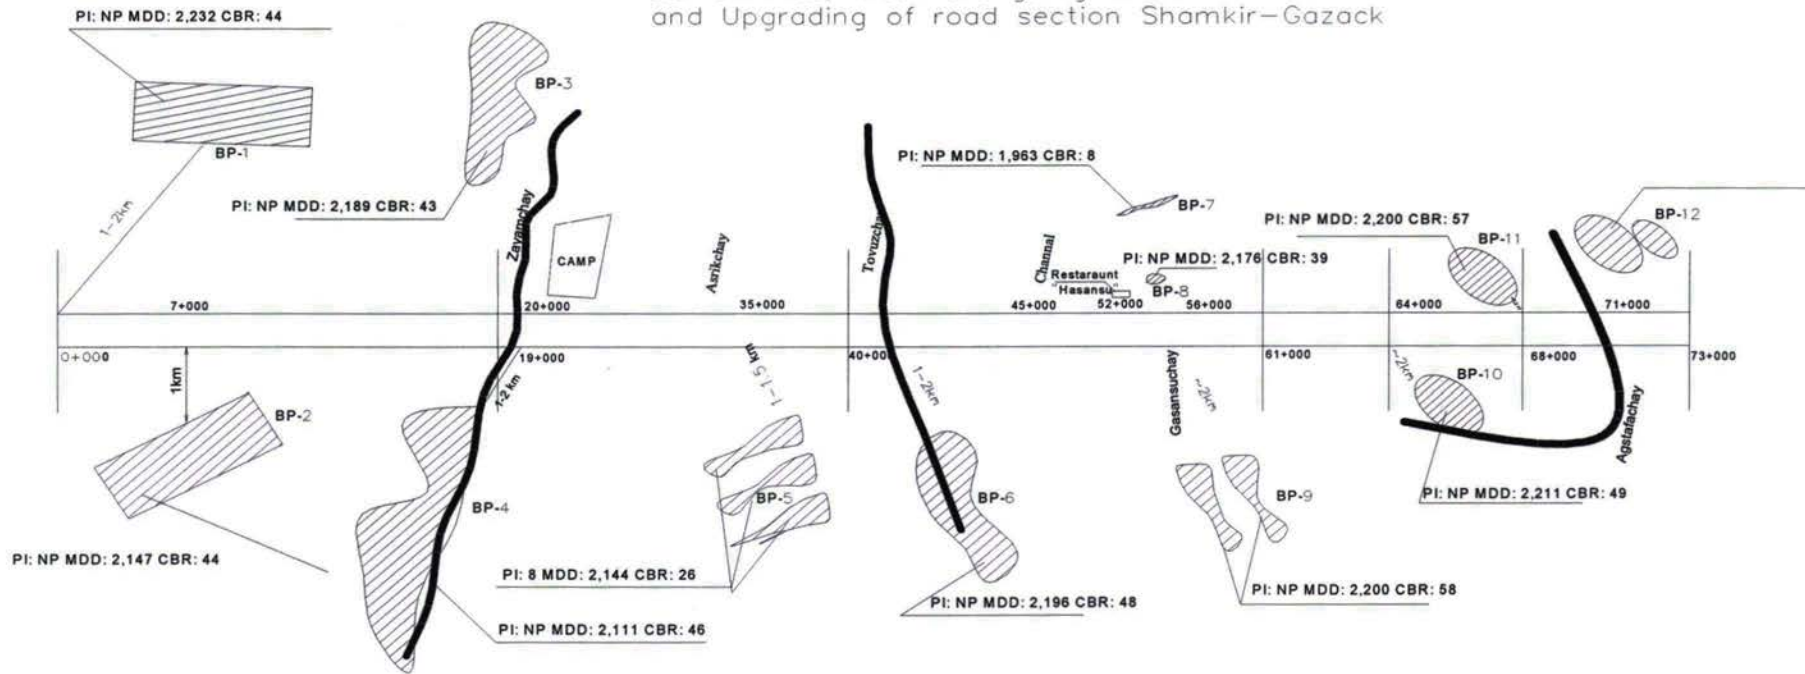 and Upgrading of road section Shamkir-Gazack
PI: NP MDD: 2,232 CBR: 44
BP-1
1-2km
BP-3
PI: NP MDD: 2,189 CBR: 43
Zayamchay
CAMP
Asrikchay
Tovuzchay
PI: NP MDD: 1,963 CBR: 8
BP-7
Channal
Restaraunt
Hasansu
PI: NP MDD: 2,176 CBR: 39
BP-8
PI: NP MDD: 2,200 CBR: 57
BP-11
BP-12
7+000
20+000
35+000
45+000
52+000
56+000
64+000
71+000
0+000
19+000
40+000
61+000
68+000
73+000
1km
BP-2
PI: NP MDD: 2,147 CBR: 44
1-2 km
BP-4
PI: NP MDD: 2,111 CBR: 46
1-1.5 km
BP-5
PI: 8 MDD: 2,144 CBR: 26
1-2km
BP-6
PI: NP MDD: 2,196 CBR: 48
Gasansuchay
~2km
BP-9
PI: NP MDD: 2,200 CBR: 58
~2km
BP-10
PI: NP MDD: 2,211 CBR: 49
Agstafachay